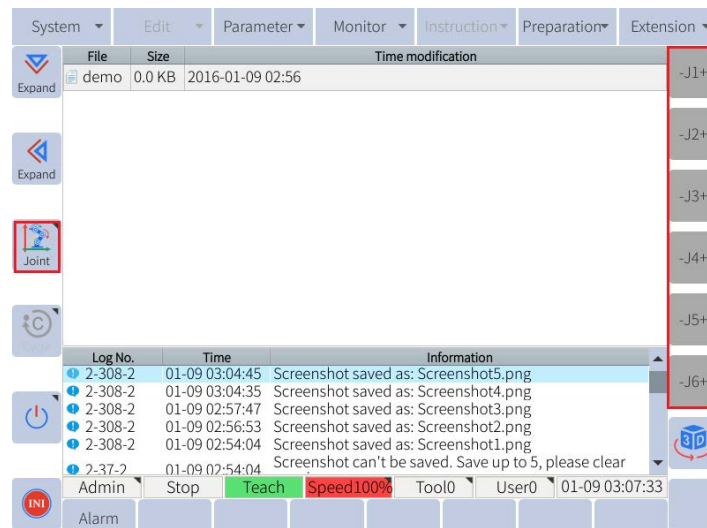 System Edit Parameter Monitor Instruction Preparation Extension
File Size Time modification
demo 0.0 KB 2016-01-09 02:56
Expand
Expand
Joint
-J1+
-J2+
-J3+
-J4+
-J5+
-J6+
Log No. Time Information
2-308-2 01-09 03:04:45 Screenshot saved as: Screenshot5.png
2-308-2 01-09 03:04:35 Screenshot saved as: Screenshot4.png
2-308-2 01-09 02:57:47 Screenshot saved as: Screenshot3.png
2-308-2 01-09 02:56:53 Screenshot saved as: Screenshot2.png
2-308-2 01-09 02:54:04 Screenshot saved as: Screenshot1.png
2-37-2 01-09 02:54:04 Screenshot can't be saved. Save up to 5, please clear
3D
Admin Stop Teach Speed100% Tool0 User0 01-09 03:07:33
INI
Alarm